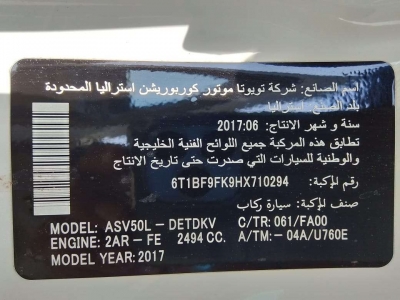 اسم الصانع: شركة تويوتا موتور كوربوريشن استراليا المحدودة
بلد الصنع: استراليا
سنة و شهر الانتاج: 2017:06
تطابق هذه المركبة جميع اللوائح الفنية الخليجية
والوطنية للسيارات التي صدرت حتى تاريخ الانتاج
رقم المركبة: 6T1BF9FK9HX710294
صنف المركبة: سيارة ركاب
MODEL: ASV50L - DETDKV C/TR: 061/FA00
ENGINE: 2AR - FE 2494 CC. A/TM: -04A/U760E
MODEL YEAR: 2017